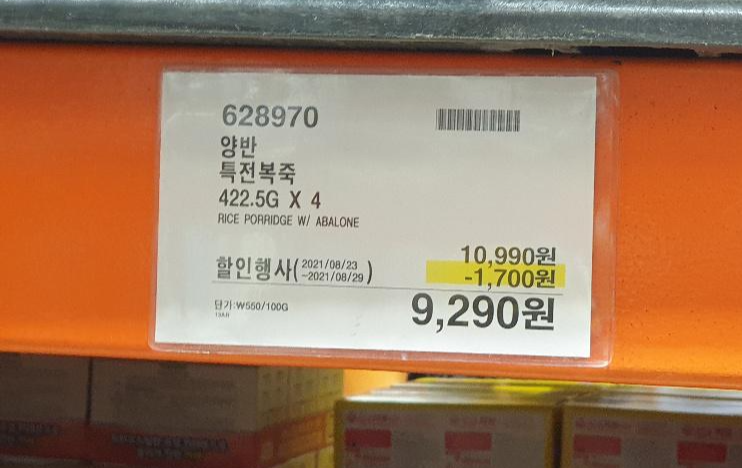 628970
양반
특전복죽
422.5G X 4
RICE PORRIDGE W/ ABALONE
10,990원
할인행사(2021/08/23
-2021/08/29)
-1,700원
단가:₩550/100G
9,290원